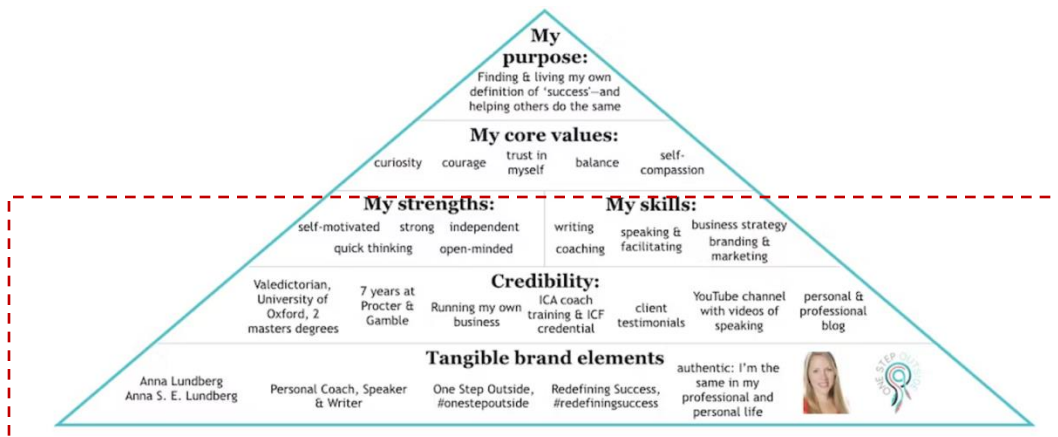 My
purpose:
Finding & living my own
definition of ‘success’—and
helping others do the same
My core values:
curiosity
courage
trust in
myself
balance
self-
compassion
My strengths:
self-motivated strong independent
quick thinking open-minded
My skills:
writing
coaching
speaking &
facilitating
business strategy
branding &
marketing
Credibility:
Valedictorian,
University of
Oxford, 2
masters degrees
7 years at
Procter &
Gamble
Running my own
business
ICA coach
training & ICF
credential
client
testimonials
YouTube channel
with videos of
speaking
personal &
professional
blog
Tangible brand elements
Anna Lundberg
Anna S. E. Lundberg
Personal Coach, Speaker
& Writer
One Step Outside,
#onestepoutside
Redefining Success,
#redefiningsuccess
authentic: I’m the
same in my
professional and
personal life
ONE STEP OUTSIDE